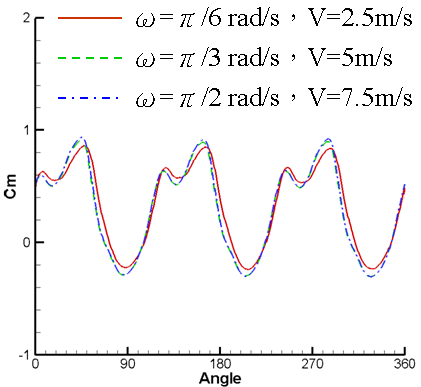 2
ω = π /6 rad/s , V=2.5m/s
ω = π /3 rad/s , V=5m/s
ω = π /2 rad/s , V=7.5m/s
1
Cm
0
-1
0 90 180 270 360
Angle